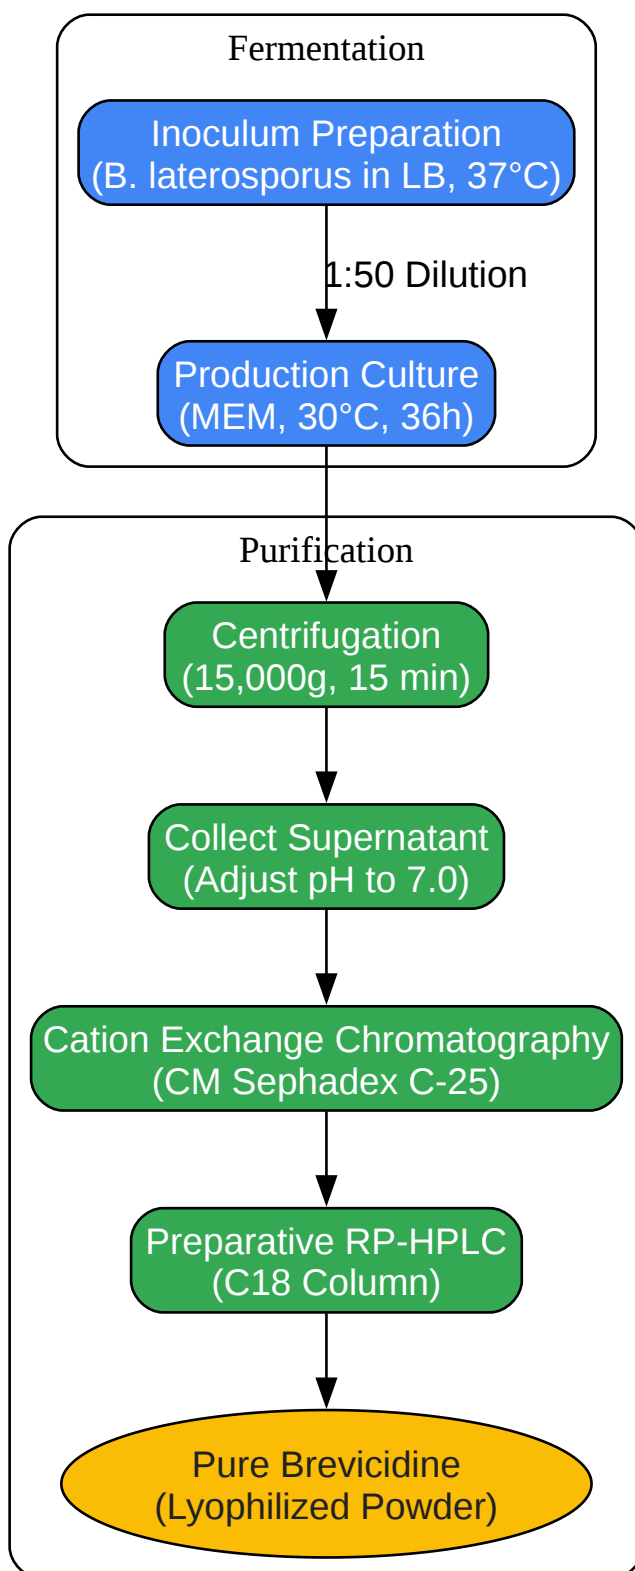 Fermentation
Inoculum Preparation
(B. laterosporus in LB, 37°C)
1:50 Dilution
Production Culture
(MEM, 30°C, 36h)
Purification
Centrifugation
(15,000g, 15 min)
Collect Supernatant
(Adjust pH to 7.0)
Cation Exchange Chromatography
(CM Sephadex C-25)
Preparative RP-HPLC
(C18 Column)
Pure Brevicidine
(Lyophilized Powder)